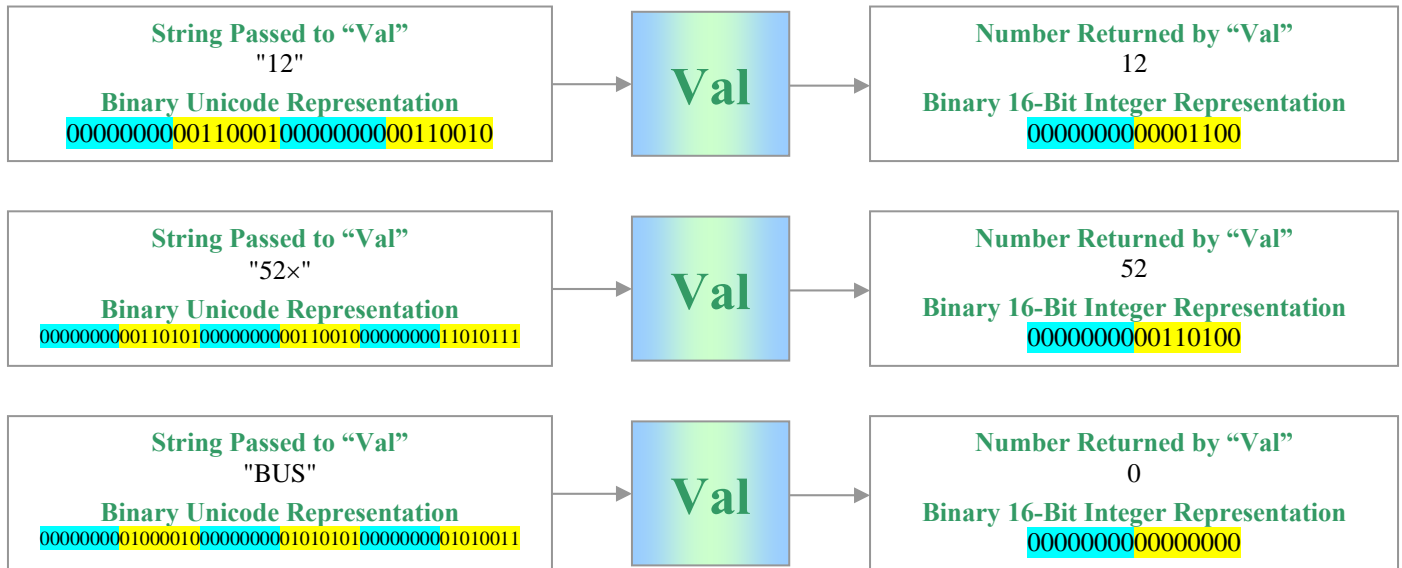 String Passed to “Val”
"12"
Binary Unicode Representation
00000000001100010000000000110010
Val
Number Returned by “Val”
12
Binary 16-Bit Integer Representation
0000000000001100
String Passed to “Val”
"52×"
Binary Unicode Representation
000000000011010100000000001100100000000011010111
Val
Number Returned by “Val”
52
Binary 16-Bit Integer Representation
0000000000110100
String Passed to “Val”
"BUS"
Binary Unicode Representation
000000000100001000000000010101010000000001010011
Val
Number Returned by “Val”
0
Binary 16-Bit Integer Representation
0000000000000000